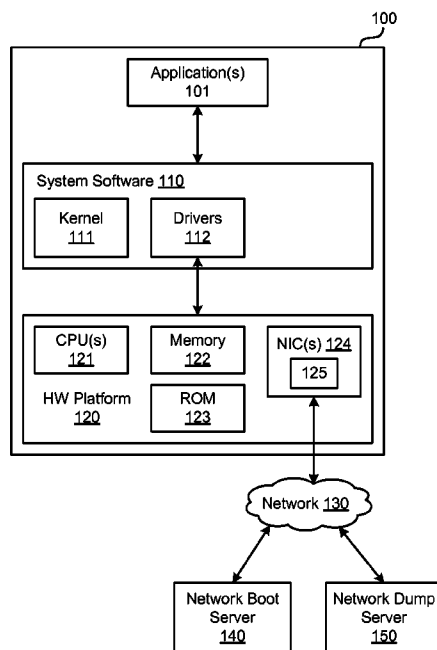 100
Application(s)
101
System Software 110
Kernel
111
Drivers
112
CPU(s)
121
Memory
122
NIC(s) 124
125
HW Platform
120
ROM
123
Network 130
Network Boot
Server
140
Network Dump
Server
150